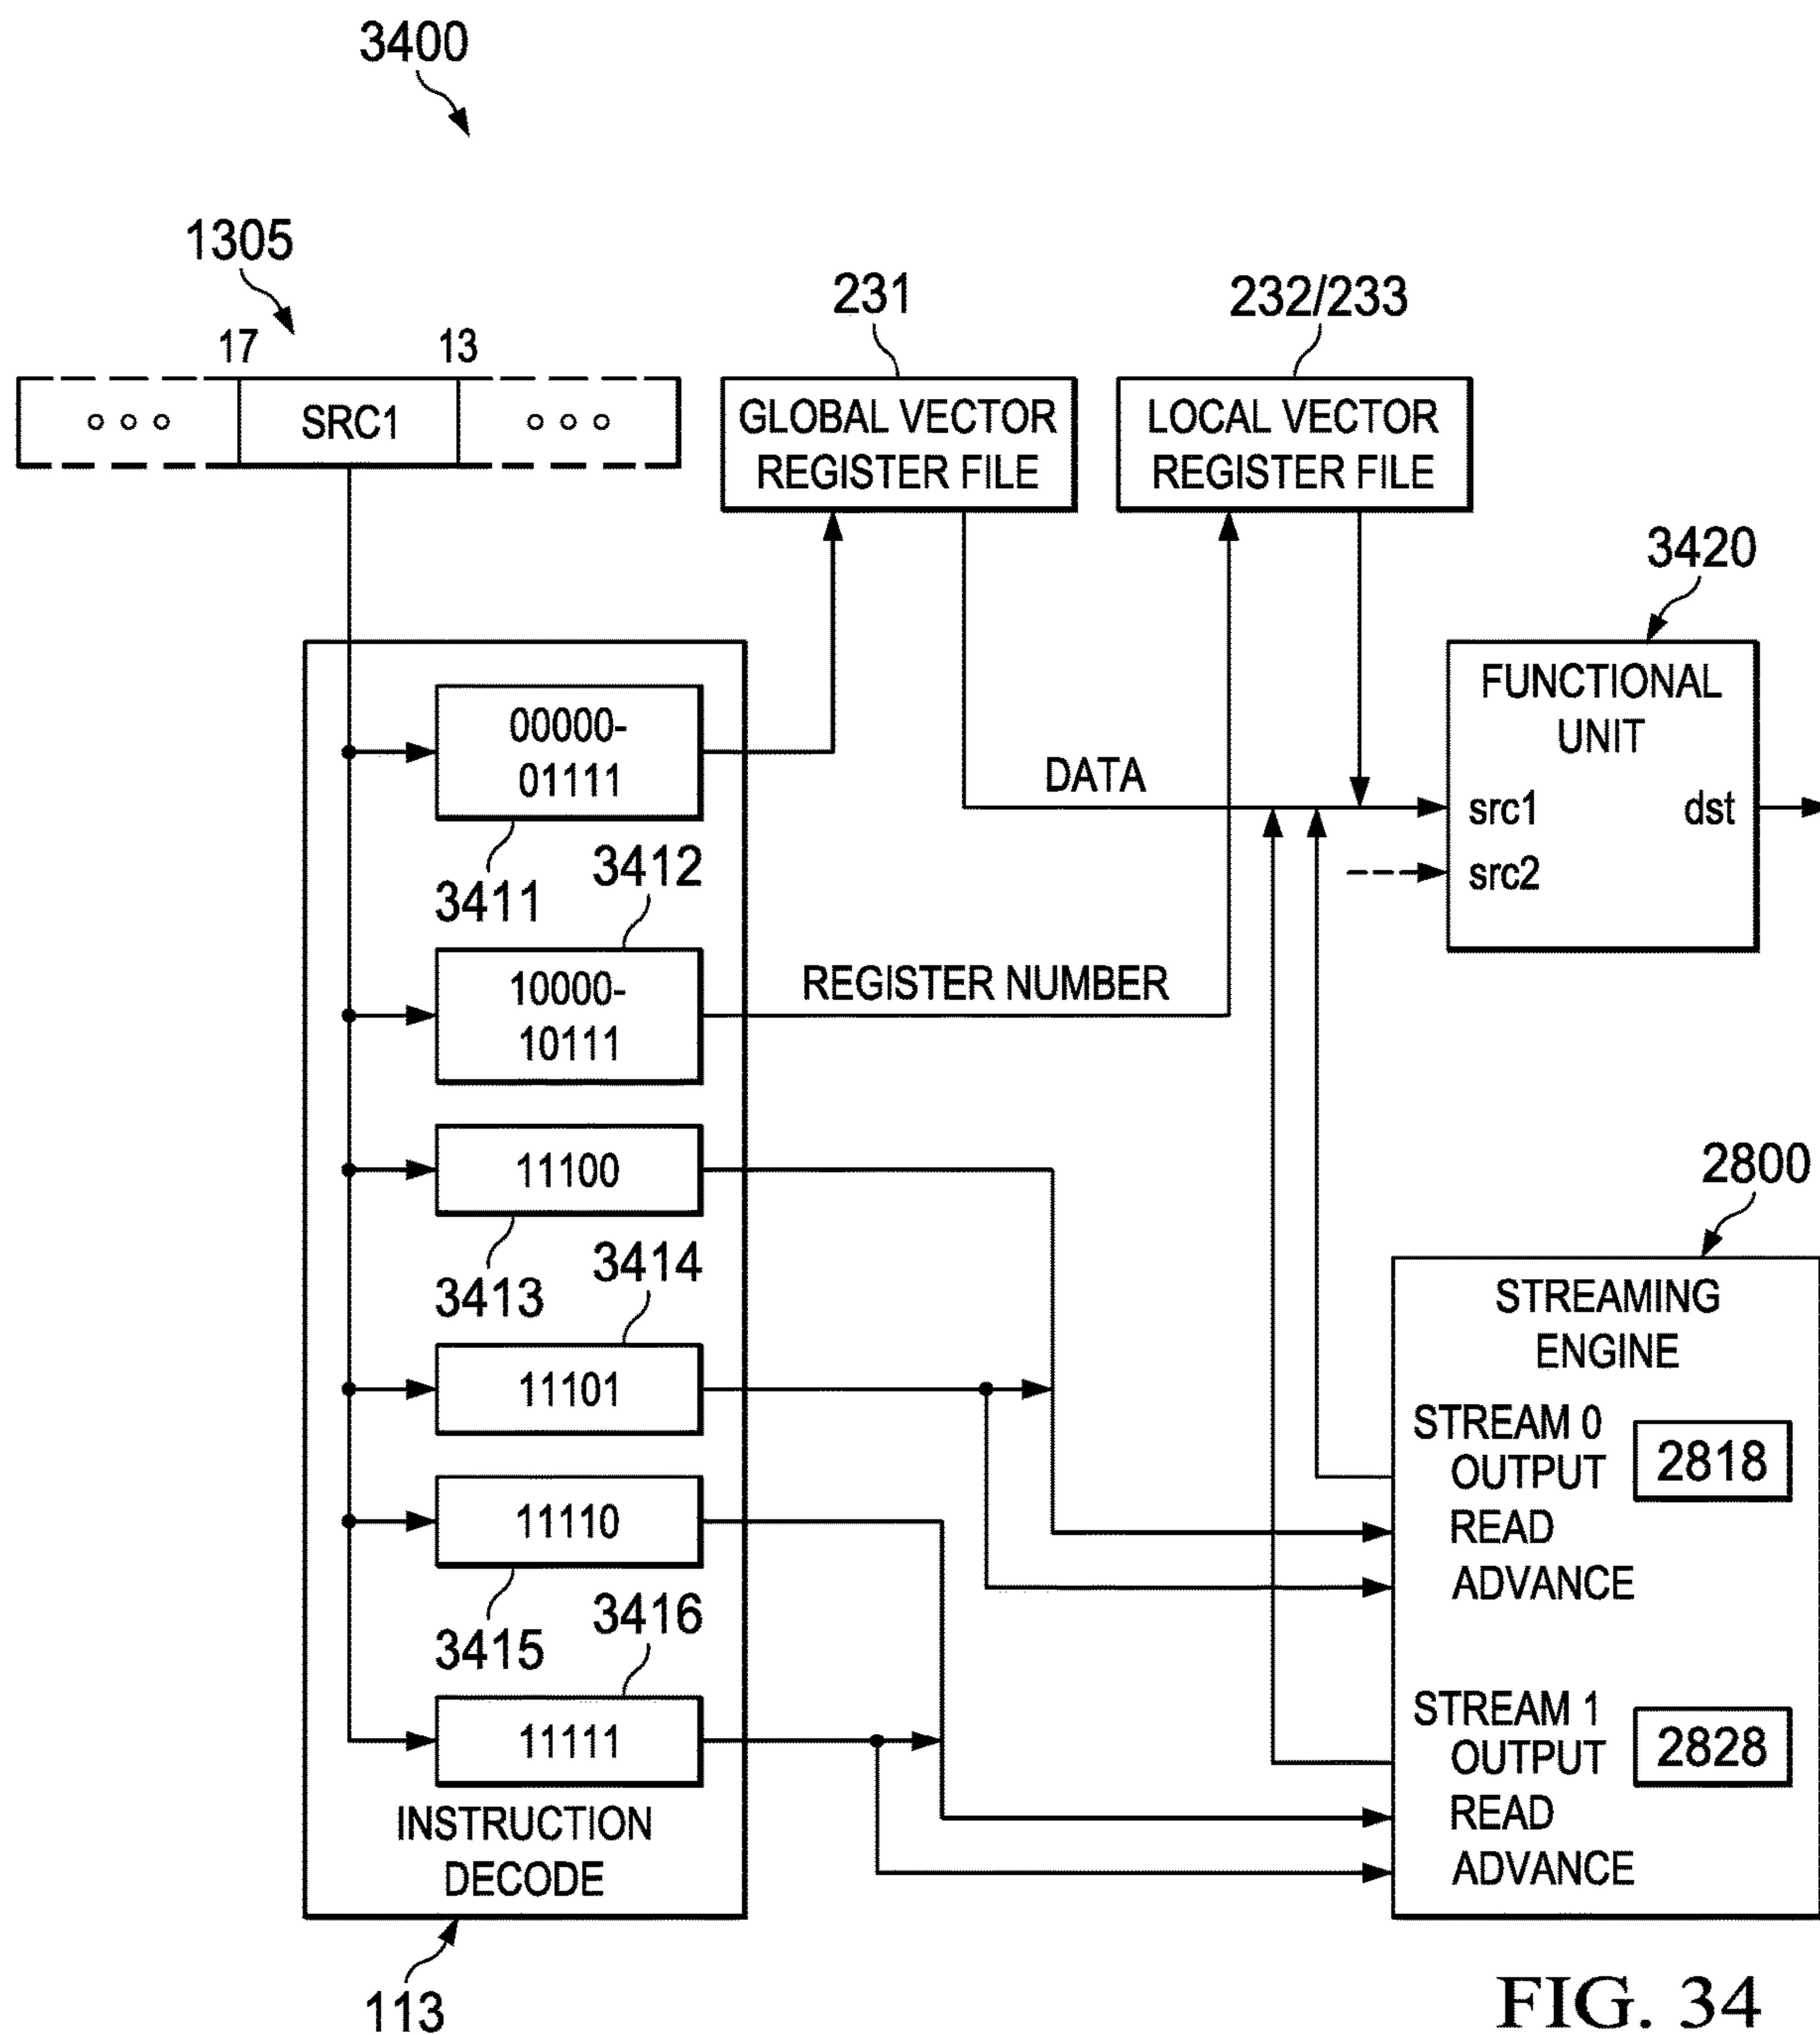 3400
1305
17
13
SRC1
231
GLOBAL VECTOR
REGISTER FILE
232/233
LOCAL VECTOR
REGISTER FILE
3420
FUNCTIONAL
UNIT
src1
dst
src2
DATA
00000-
01111
3411
3412
10000-
10111
REGISTER NUMBER
11100
3413
3414
11101
11110
3415
3416
11111
INSTRUCTION
DECODE
113
2800
STREAMING
ENGINE
STREAM 0
OUTPUT
2818
READ
ADVANCE
STREAM 1
OUTPUT
2828
READ
ADVANCE
FIG. 34